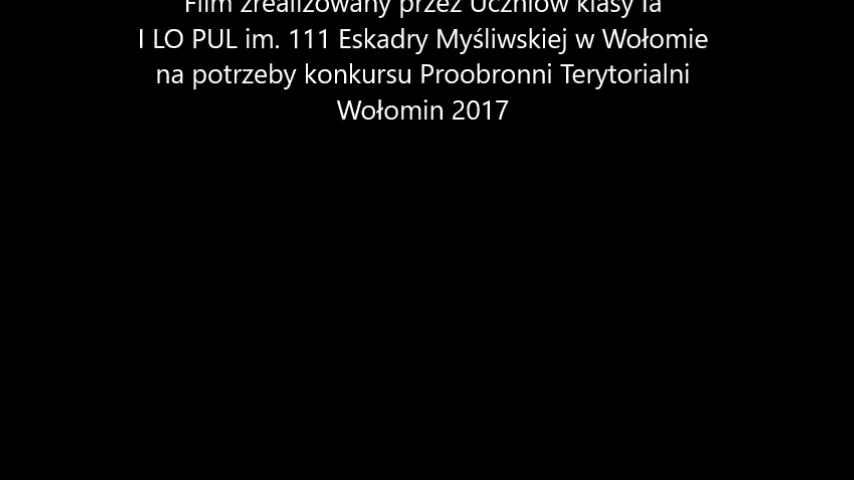 Film zrealizowany przez Uczniów klasy Ia
I LO PUL im. 111 Eskadry Myśliwskiej w Wołomie
na potrzeby konkursu Proobronni Terytorialni
Wołomin 2017